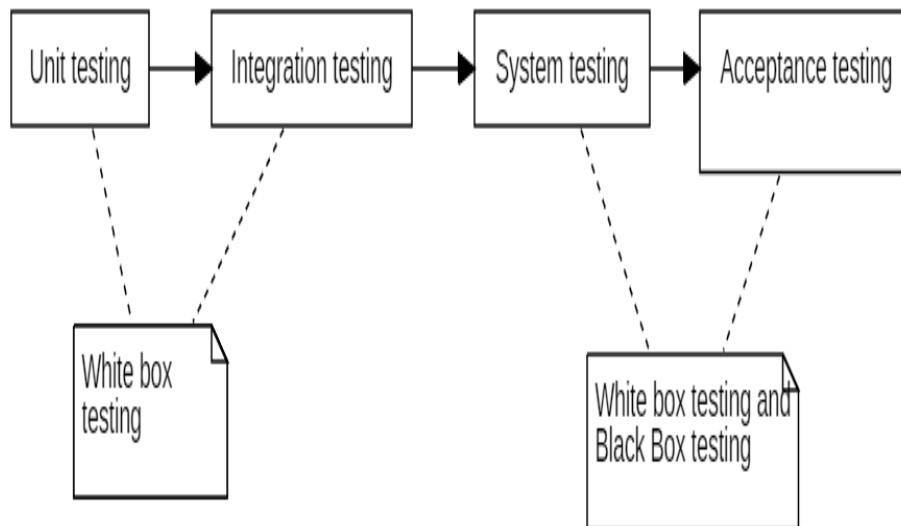 Unit testing
Integration testing
System testing
Acceptance testing
White box
testing
White box testing and
Black Box testing